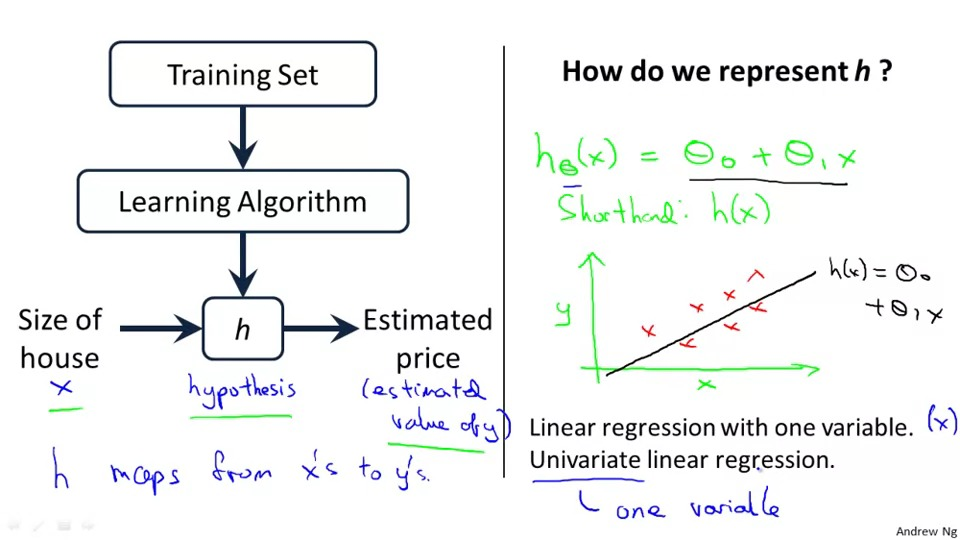 Training Set
Learning Algorithm
Size of
house
h
Estimated
price
x
hypothesis
(estimated
value of y)
h maps from x's to y's.
How do we represent h ?
hθ(x) = θ₀ + θ₁x
Shorthand: h(x)
y
x
h(x) = θ₀
+ θ₁x
Linear regression with one variable. (x)
Univariate linear regression.
one variable
Andrew Ng